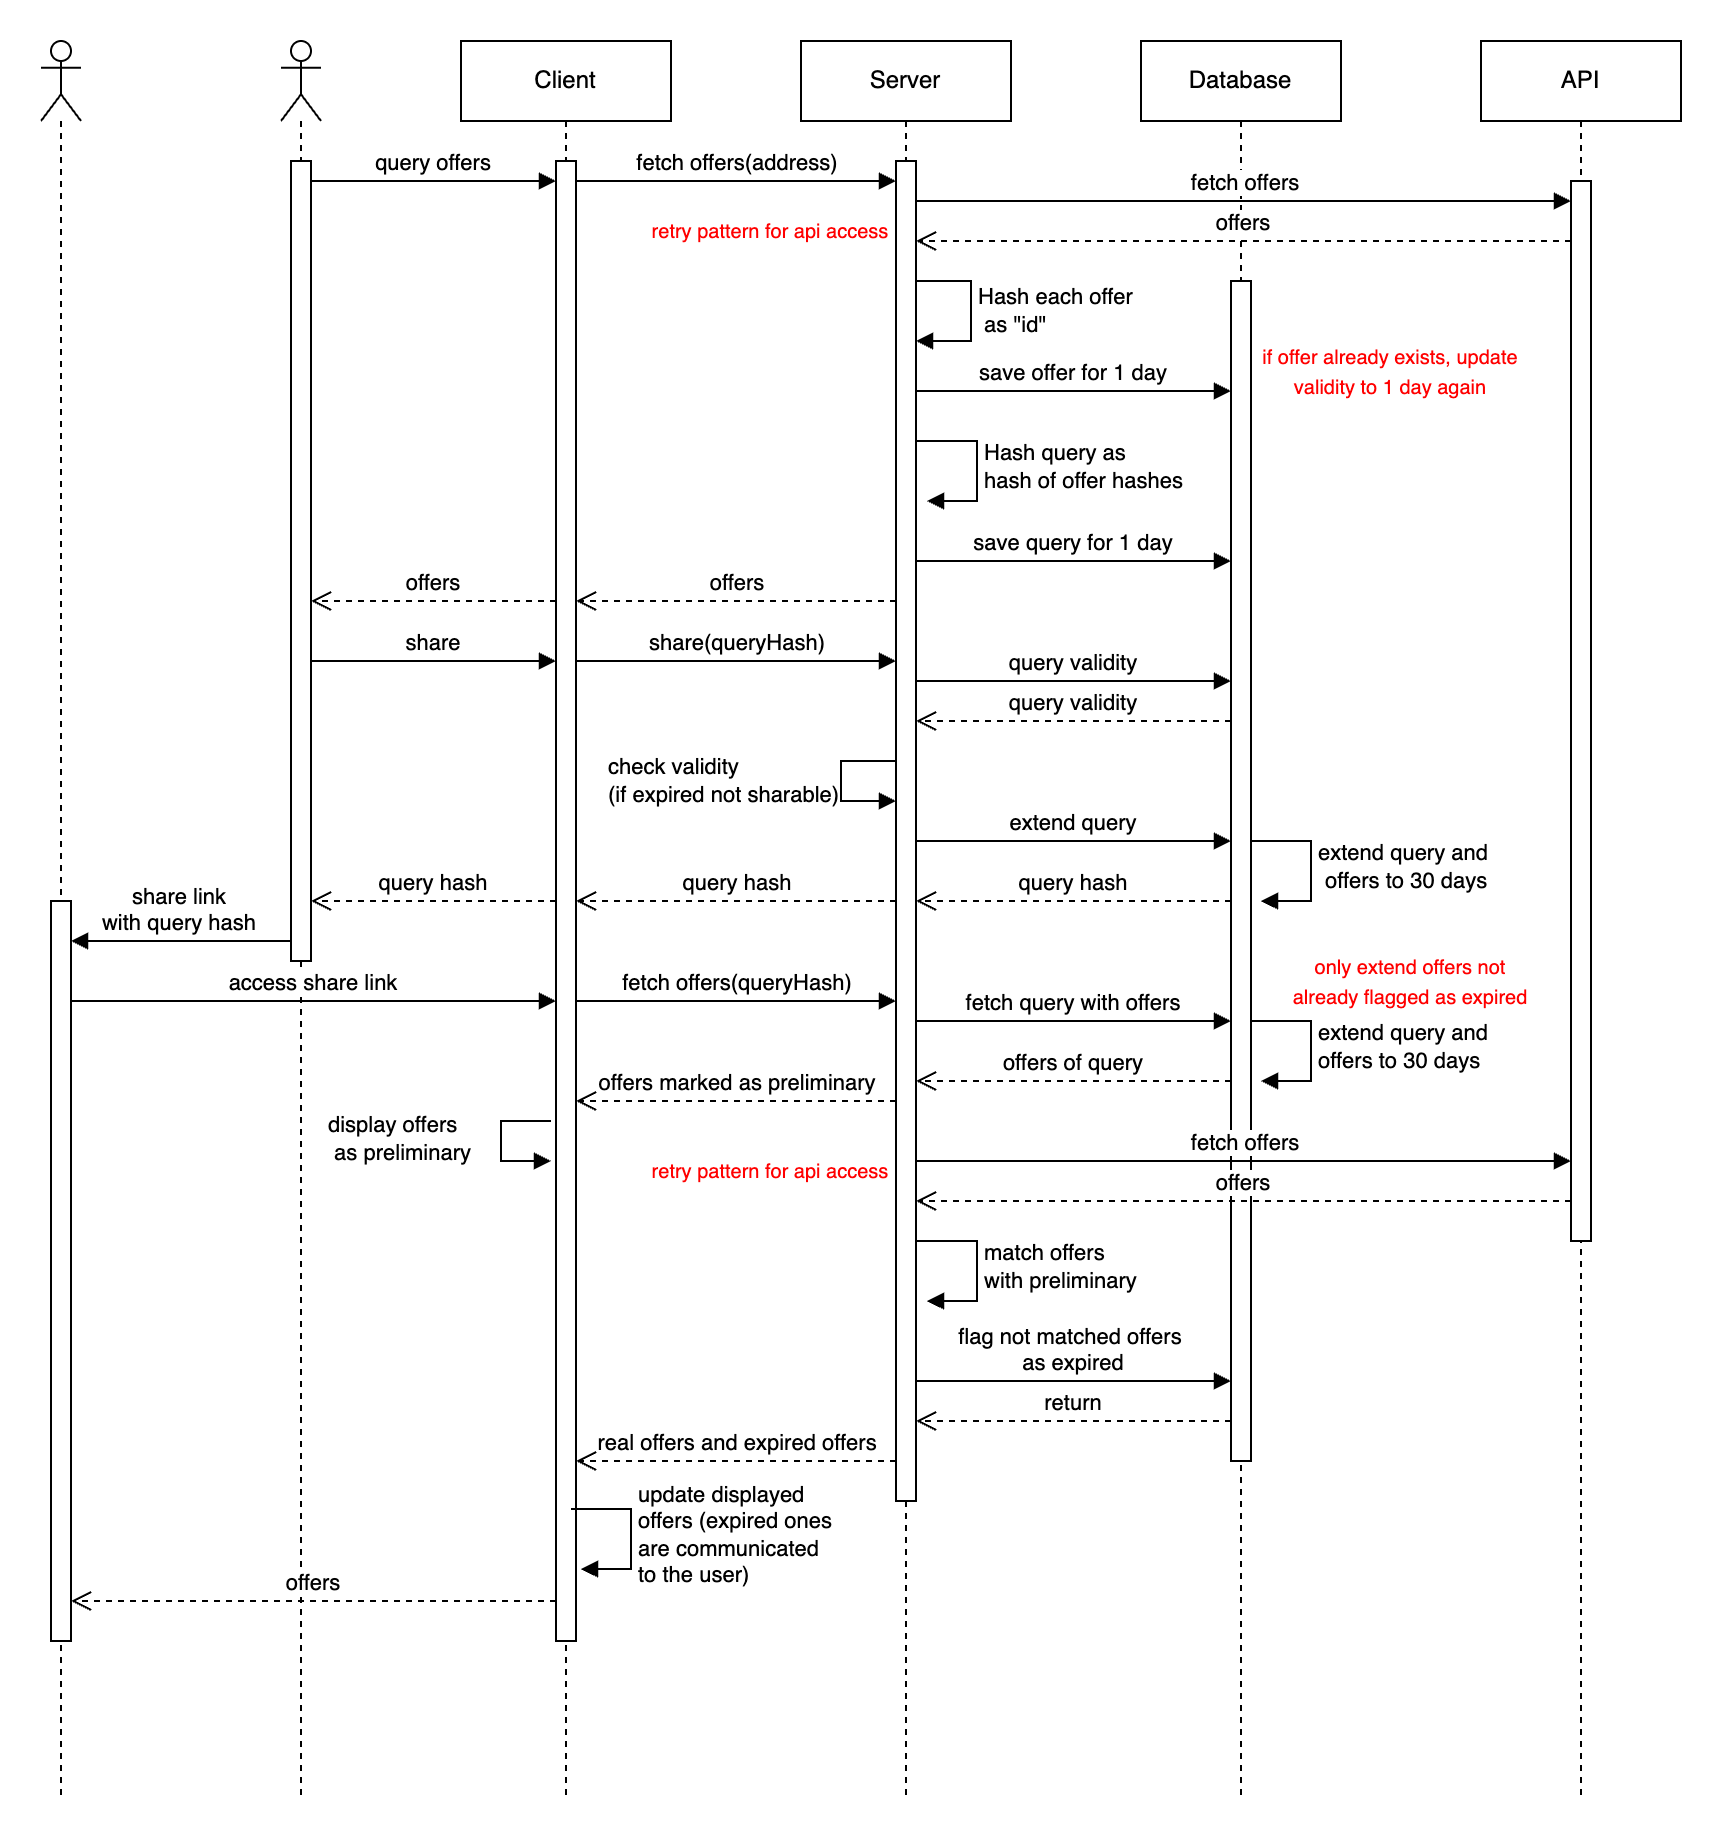 Client
Server
Database
API
query offers
fetch offers(address)
fetch offers
retry pattern for api access
offers
Hash each offer
as "id"
if offer already exists, update
validity to 1 day again
save offer for 1 day
Hash query as
hash of offer hashes
save query for 1 day
offers
offers
share
share(queryHash)
query validity
query validity
check validity
(if expired not sharable)
extend query
extend query and
offers to 30 days
query hash
query hash
query hash
share link
with query hash
access share link
fetch offers(queryHash)
only extend offers not
already flagged as expired
fetch query with offers
extend query and
offers to 30 days
offers of query
offers marked as preliminary
display offers
as preliminary
fetch offers
retry pattern for api access
offers
match offers
with preliminary
flag not matched offers
as expired
return
real offers and expired offers
update displayed
offers (expired ones
are communicated
to the user)
offers